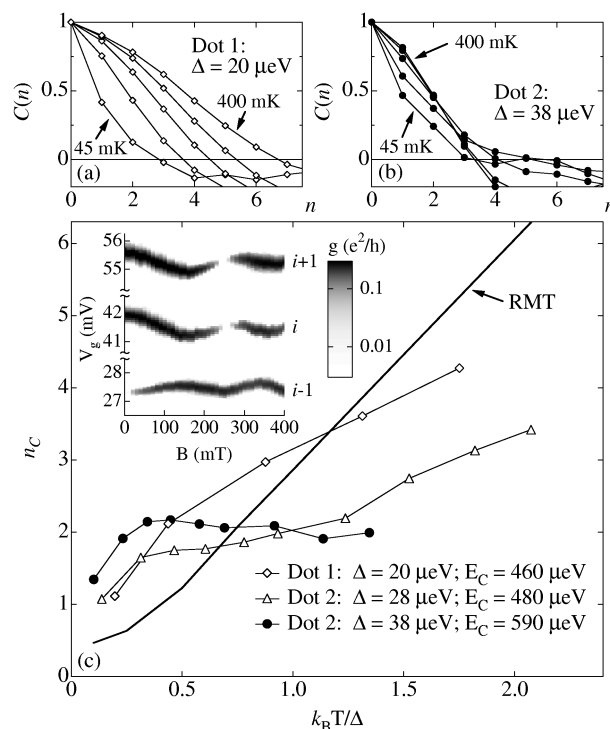 1
0.5
0
C(n)
Dot 1:
Δ = 20 μeV
400 mK
45 mK
(a)
0 2 4 6 n
1
0.5
0
C(n)
400 mK
Dot 2:
Δ = 38 μeV
45 mK
(b)
0 2 4 6
6
5
4
3
2
1
0
n_C
56
55
42
41
28
27
V_g (mV)
0 100 200 300 400
B (mT)
i+1
i
i-1
g (e²/h)
0.1
0.01
RMT
Dot 1: Δ = 20 μeV; E_C = 460 μeV
Dot 2: Δ = 28 μeV; E_C = 480 μeV
Dot 2: Δ = 38 μeV; E_C = 590 μeV
(c)
0 0.5 1.0 1.5 2.0
k_BT/Δ